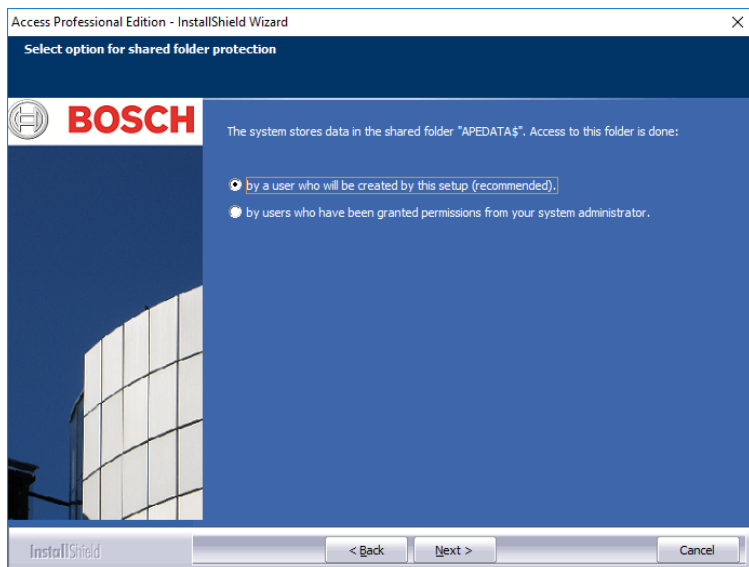 Access Professional Edition - InstallShield Wizard
Select option for shared folder protection
BOSCH
The system stores data in the shared folder "APEDATA$". Access to this folder is done:
by a user who will be created by this setup (recommended).
by users who have been granted permissions from your system administrator.
InstallShield
< Back
Next >
Cancel